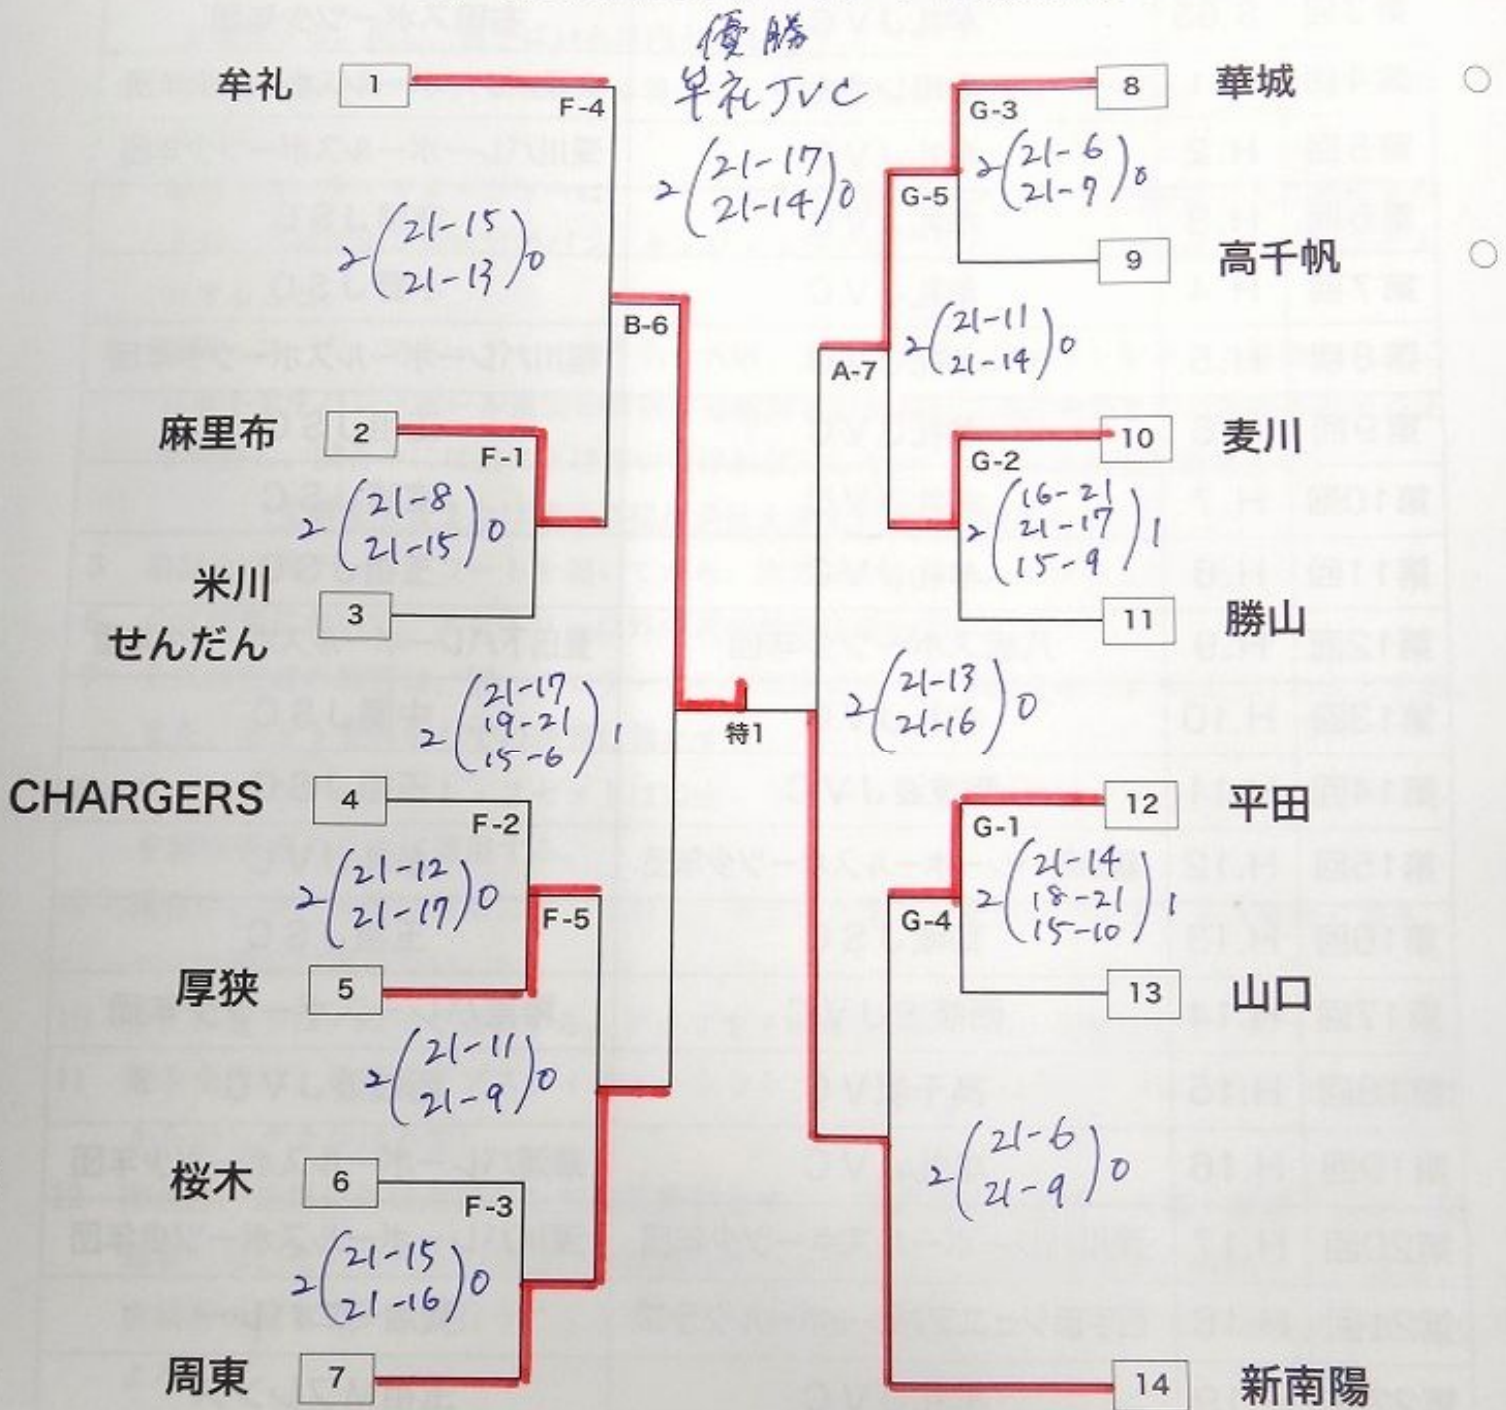 優勝
牟礼JVC
2(21-17 21-14)0
牟礼 1
F-4
2(21-15 21-13)0
B-6
麻里布 2
F-1
2(21-8 21-15)0
米川
せんだん 3
2(21-17 19-21 15-6)1
特1
CHARGERS 4
F-2
2(21-12 21-17)0
F-5
厚狭 5
2(21-11 21-9)0
桜木 6
F-3
2(21-15 21-16)0
周東 7
8 華城
G-3
2(21-6 21-7)0
G-5
9 高千帆
2(21-11 21-14)0
A-7
10 麦川
G-2
2(16-21 21-17 15-9)1
11 勝山
2(21-13 21-16)0
12 平田
G-1
2(21-14 18-21 15-10)1
G-4
13 山口
2(21-6 21-9)0
14 新南陽